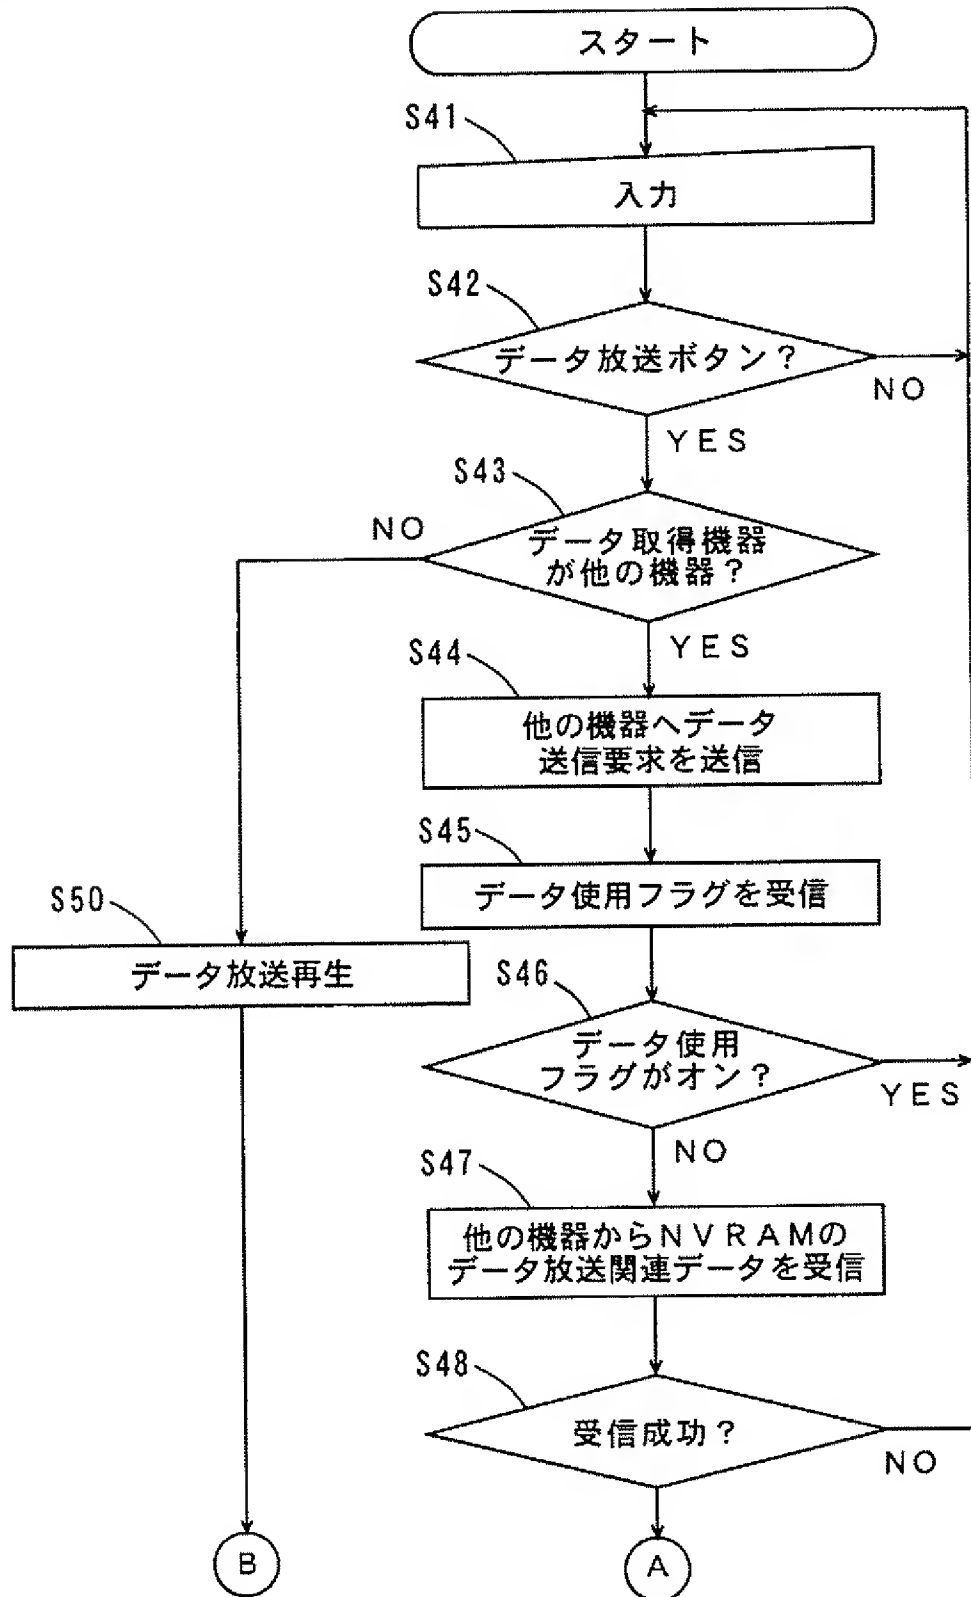 スタート
S41
入力
S42
データ放送ボタン?
NO
YES
S43
NO
データ取得機器
が他の機器?
YES
S44
他の機器へデータ
送信要求を送信
S45
データ使用フラグを受信
S50
データ放送再生
S46
データ使用
フラグがオン?
YES
NO
S47
他の機器からNVRAMの
データ放送関連データを受信
S48
受信成功?
NO
B
A